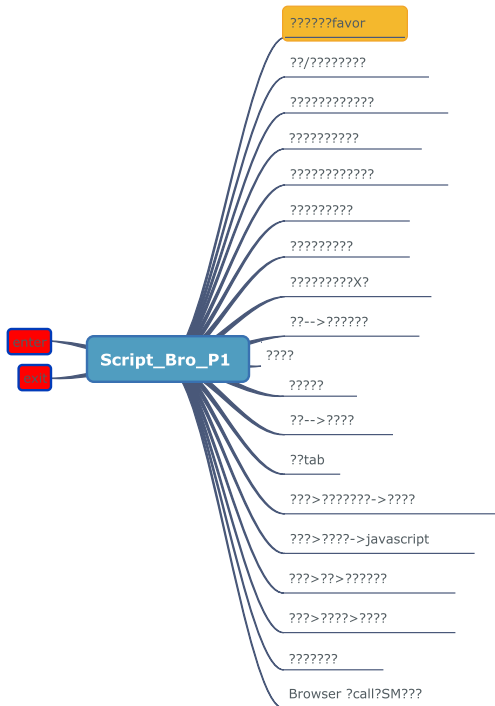 ??????favor
??/????????
????????????
??????????
????????????
?????????
?????????
?????????X?
??-->??????
enter
Script_Bro_P1
????
exit
?????
??-->????
??tab
???>???????->????
???>????->javascript
???>??>??????
???>????>????
???????
Browser ?call?SM???